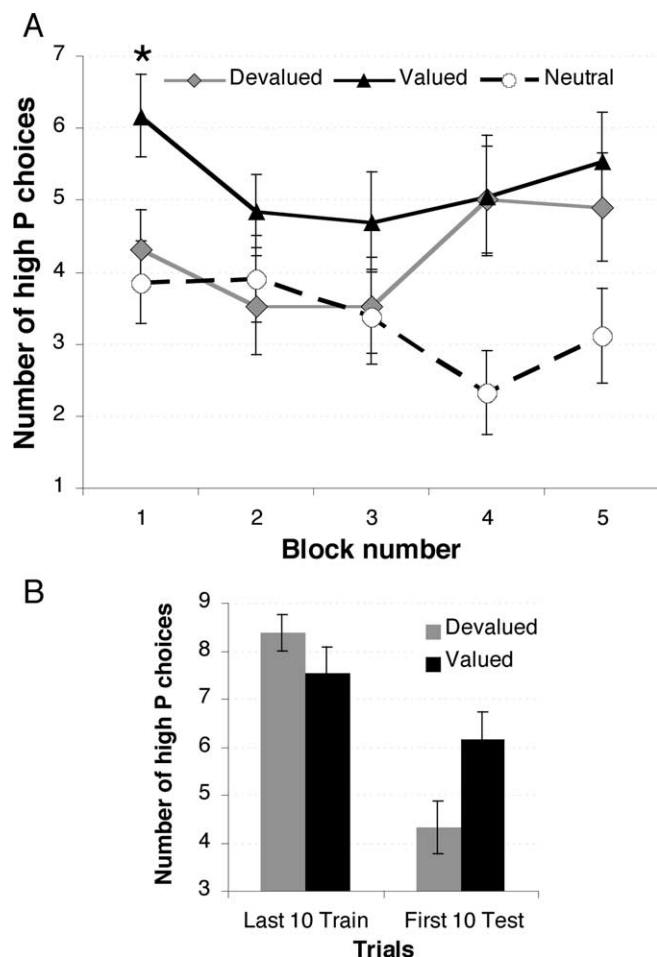 A
7
6
5
4
3
2
1
*
Devalued Valued Neutral
Number of high P choices
1 2 3 4 5
Block number
B
9
8
7
6
5
4
3
Devalued
Valued
Number of high P choices
Last 10 Train First 10 Test
Trials